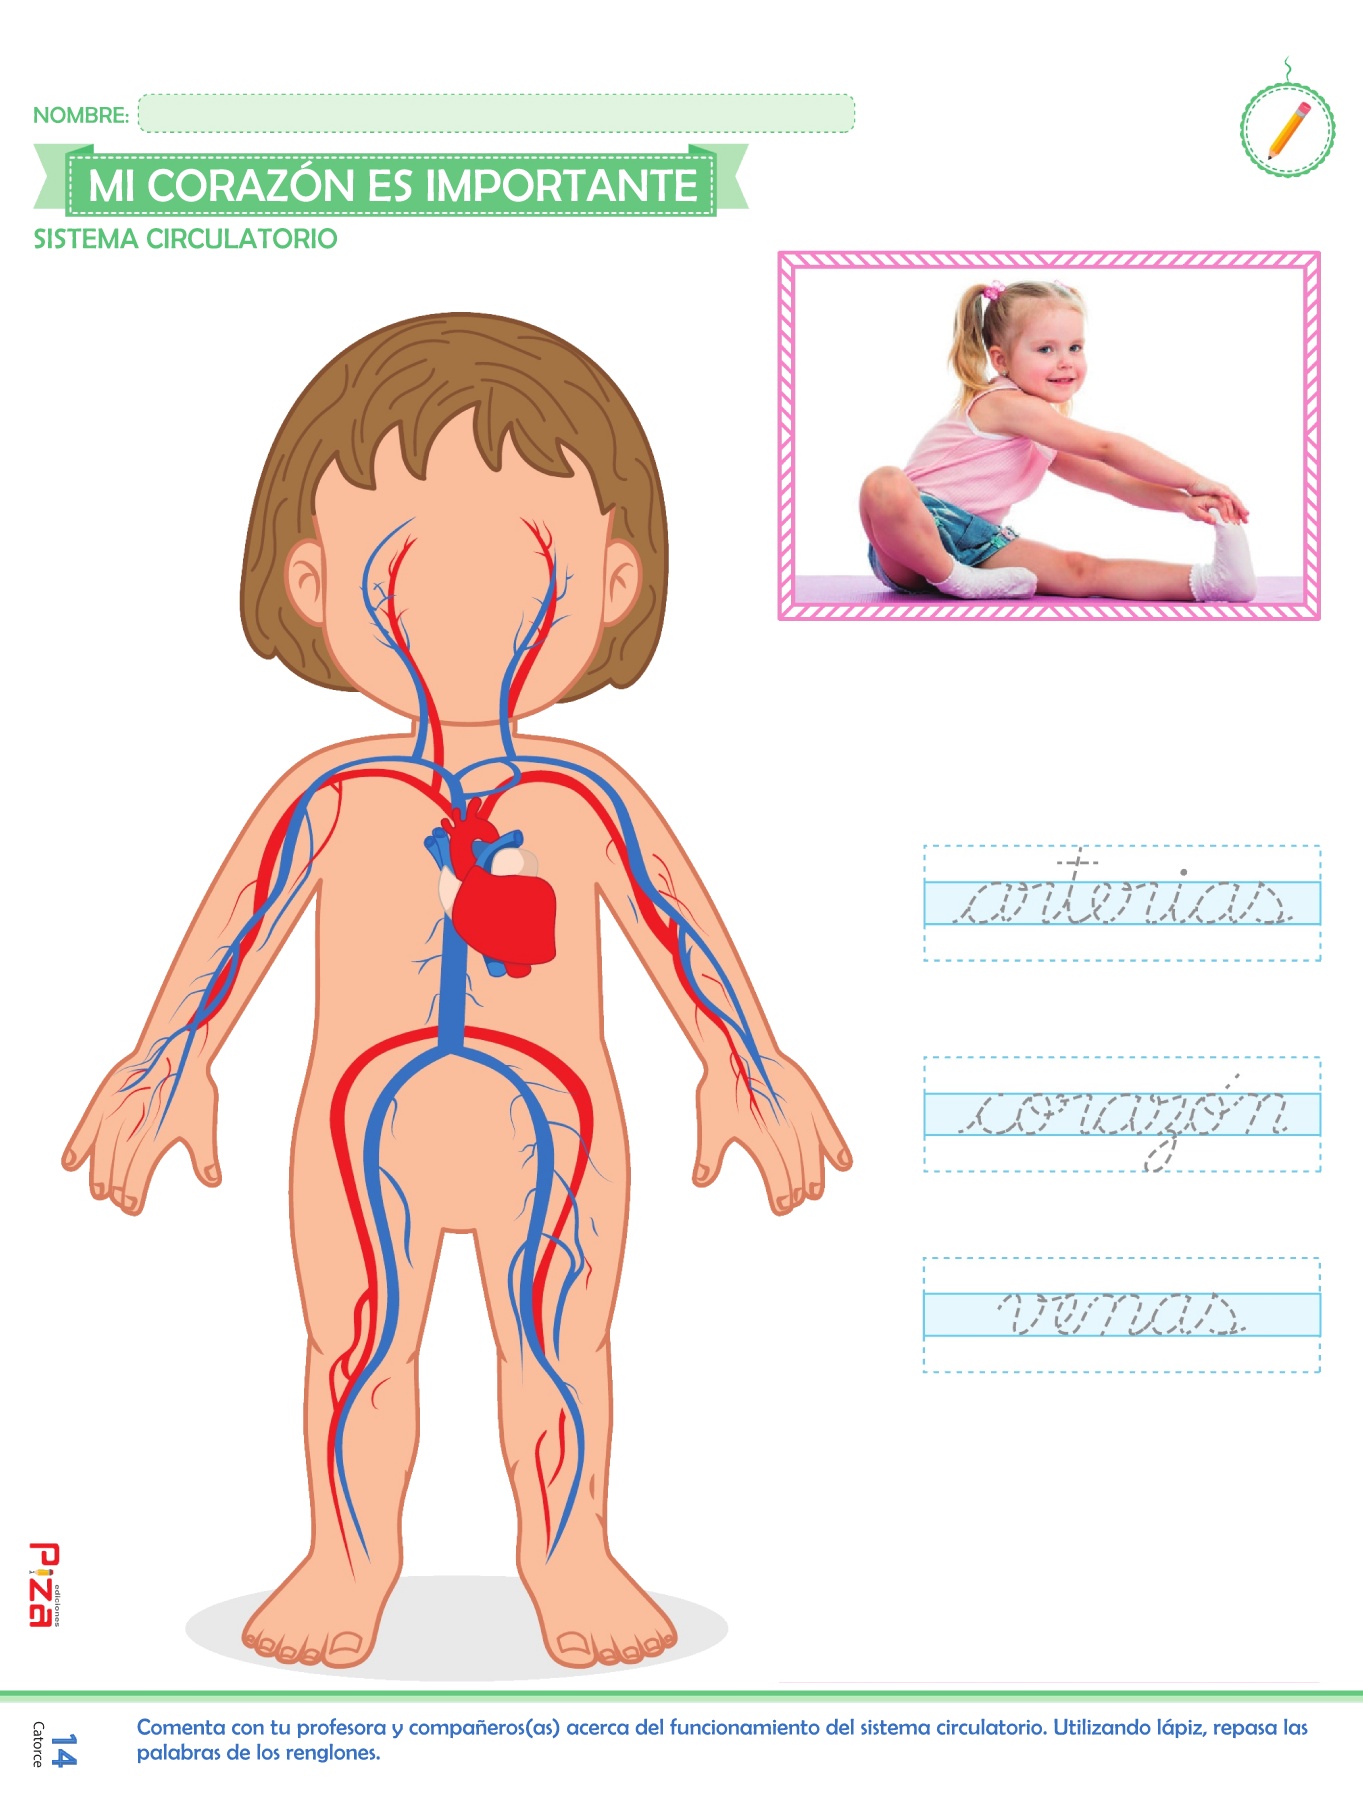 NOMBRE:
MI CORAZÓN ES IMPORTANTE
SISTEMA CIRCULATORIO
arterias
corazón
venas
Piza
ediciones
14
Catorce
Comenta con tu profesora y compañeros(as) acerca del funcionamiento del sistema circulatorio. Utilizando lápiz, repasa las
palabras de los renglones.